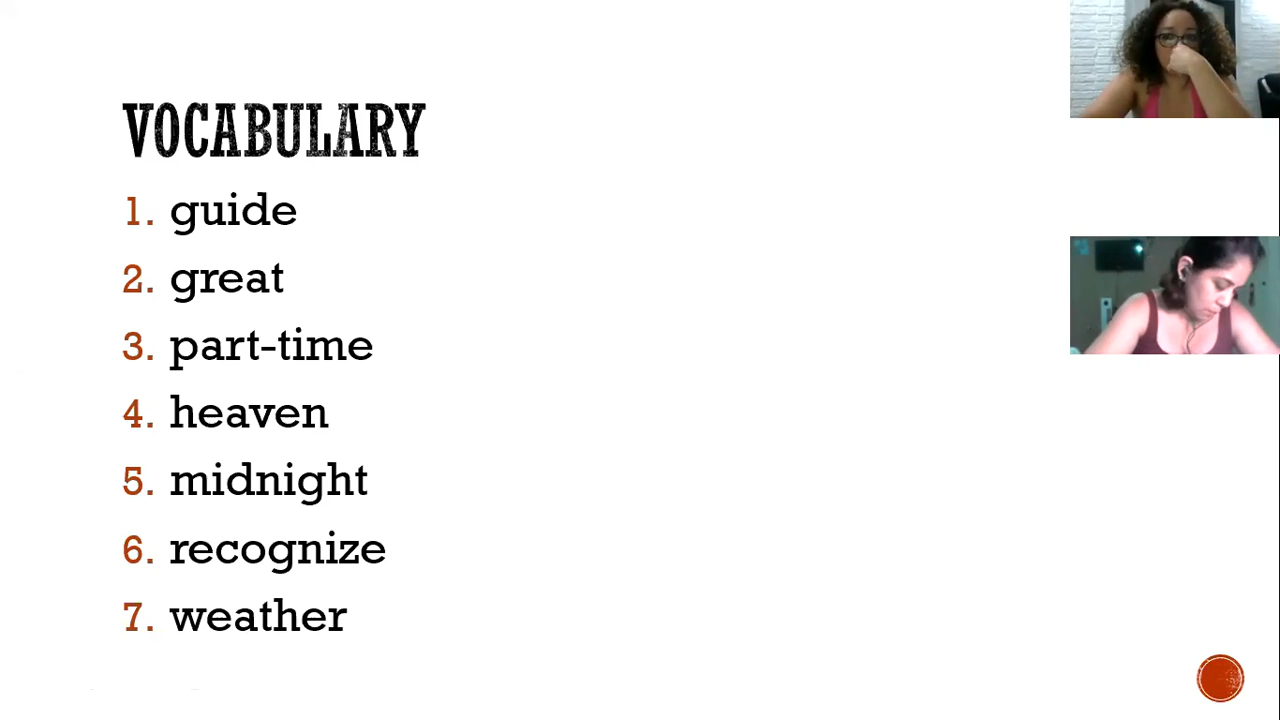 VOCABULARY
1. guide
2. great
3. part-time
4. heaven
5. midnight
6. recognize
7. weather